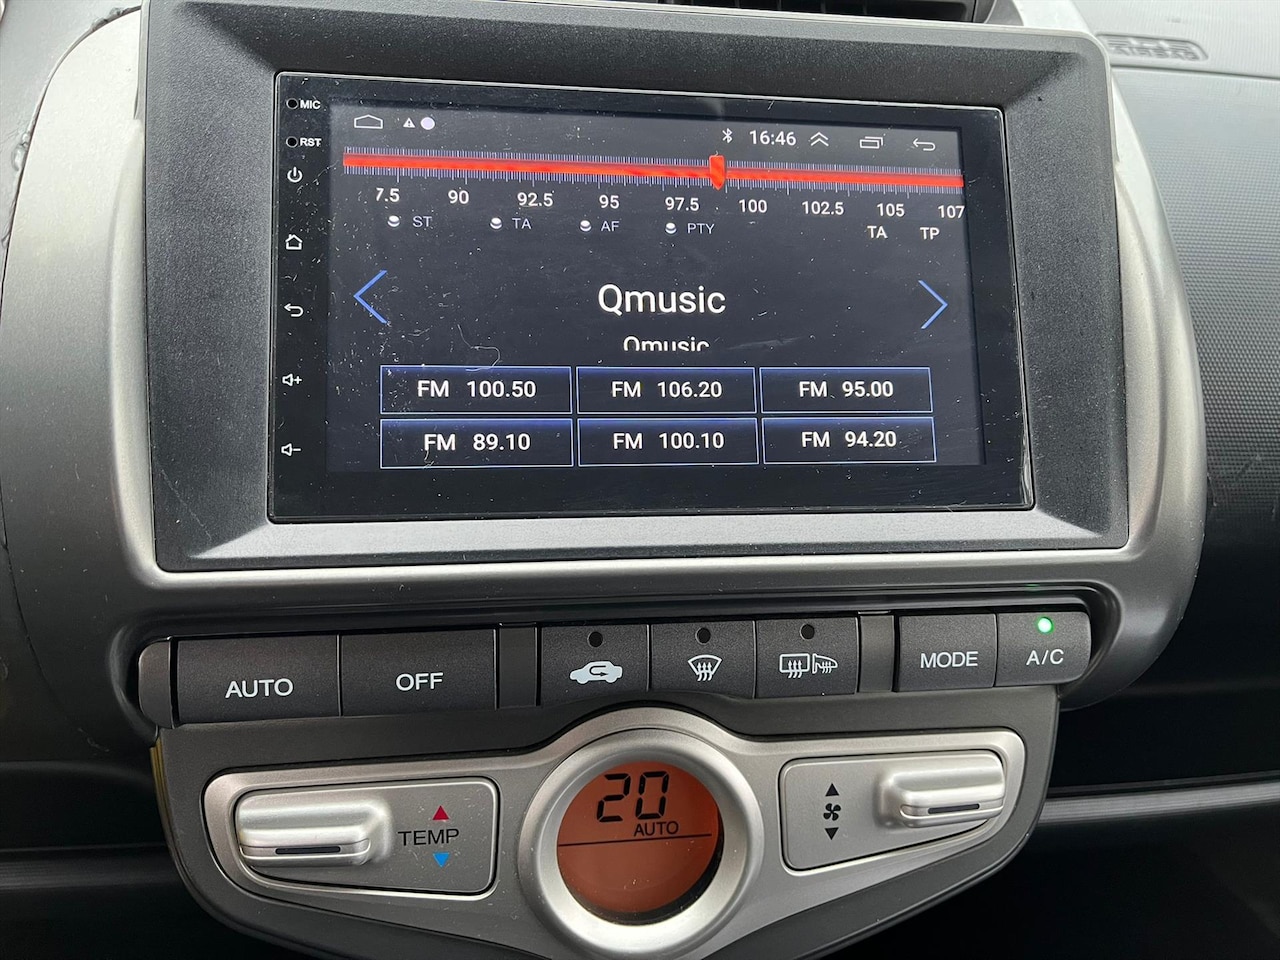 MIC
RST
16:46
7.5 90 92.5 95 97.5 100 102.5 105 107
ST TA AF PTY TA TP
Qmusic
Qmusic
FM 100.50 FM 106.20 FM 95.00
FM 89.10 FM 100.10 FM 94.20
AUTO OFF MODE A/C
TEMP
20
AUTO